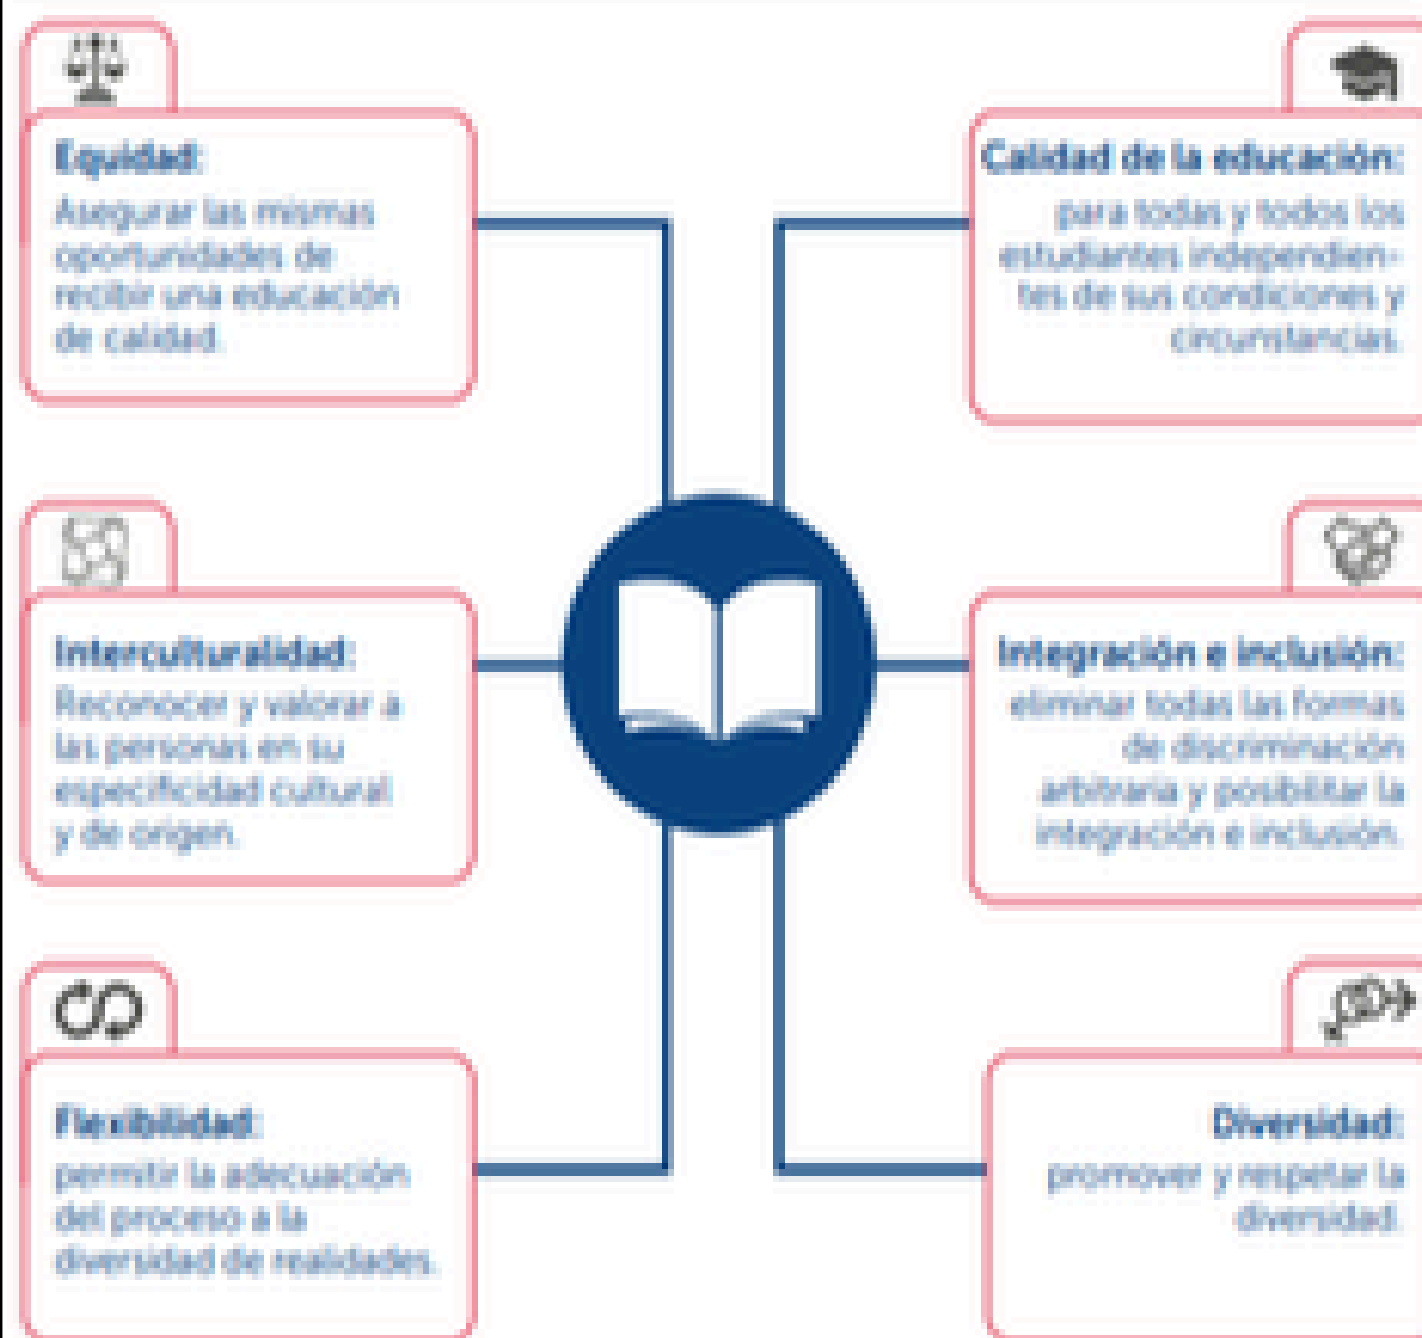 Equidad:
Asegurar las mismas
oportunidades de
recibir una educación
de calidad.
Calidad de la educación:
para todas y todos los
estudiantes independien-
tes de sus condiciones y
circunstancias.
Interculturalidad:
Reconocer y valorar a
las personas en su
especificidad cultural
y de origen.
Integración e inclusión:
eliminar todas las formas
de discriminación
arbitraria y posibilitar la
integración e inclusión.
Flexibilidad:
permitir la adecuación
del proceso a la
diversidad de realidades.
Diversidad:
promover y respetar la
diversidad.